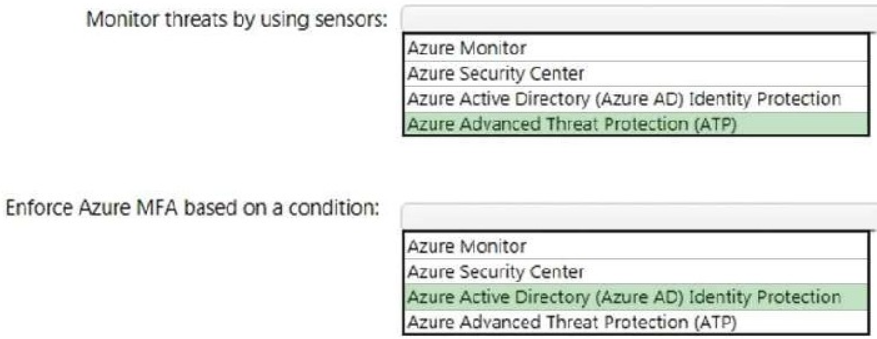 Monitor threats by using sensors:
Azure Monitor
Azure Security Center
Azure Active Directory (Azure AD) Identity Protection
Azure Advanced Threat Protection (ATP)
Enforce Azure MFA based on a condition:
Azure Monitor
Azure Security Center
Azure Active Directory (Azure AD) Identity Protection
Azure Advanced Threat Protection (ATP)